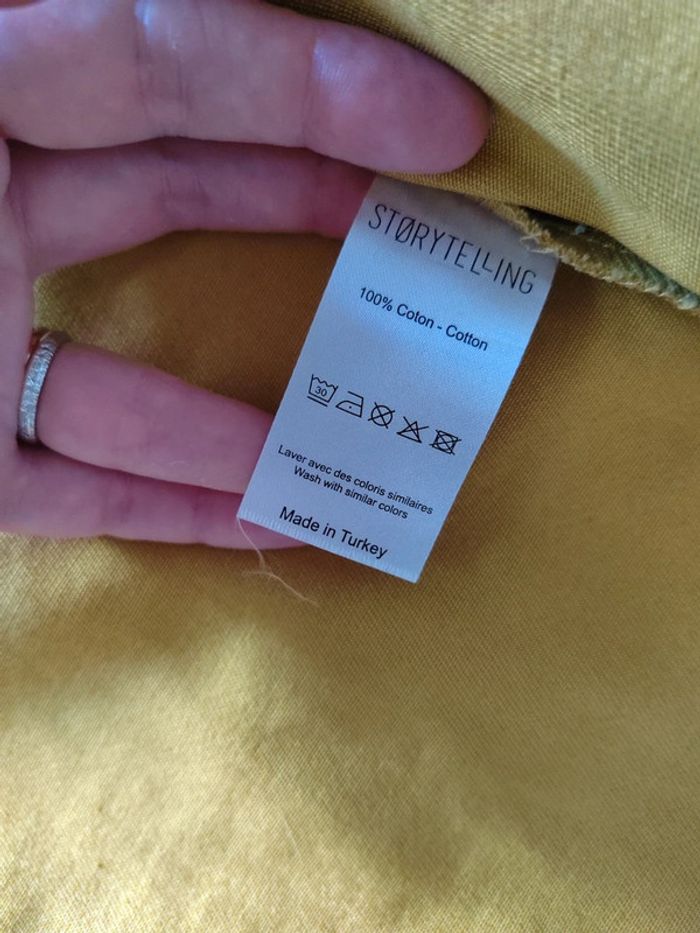 STØRYTELLING
100% Coton - Cotton
30
Laver avec des coloris similaires
Wash with similar colors
Made in Turkey